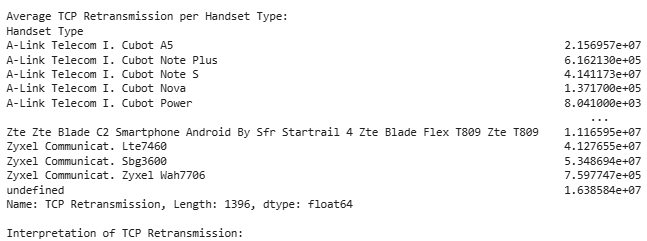 Average TCP Retransmission per Handset Type:
Handset Type
A-Link Telecom I. Cubot A5 2.156957e+07
A-Link Telecom I. Cubot Note Plus 6.162130e+05
A-Link Telecom I. Cubot Note S 4.141173e+07
A-Link Telecom I. Cubot Nova 1.371700e+05
A-Link Telecom I. Cubot Power 8.041000e+03
...
Zte Zte Blade C2 Smartphone Android By Sfr Startrail 4 Zte Blade Flex T809 Zte T809 1.116595e+07
Zyxel Communicat. Lte7460 4.127655e+07
Zyxel Communicat. Sbg3600 5.348694e+07
Zyxel Communicat. Zyxel Wah7706 7.597747e+05
undefined 1.638584e+07
Name: TCP Retransmission, Length: 1396, dtype: float64
Interpretation of TCP Retransmission: